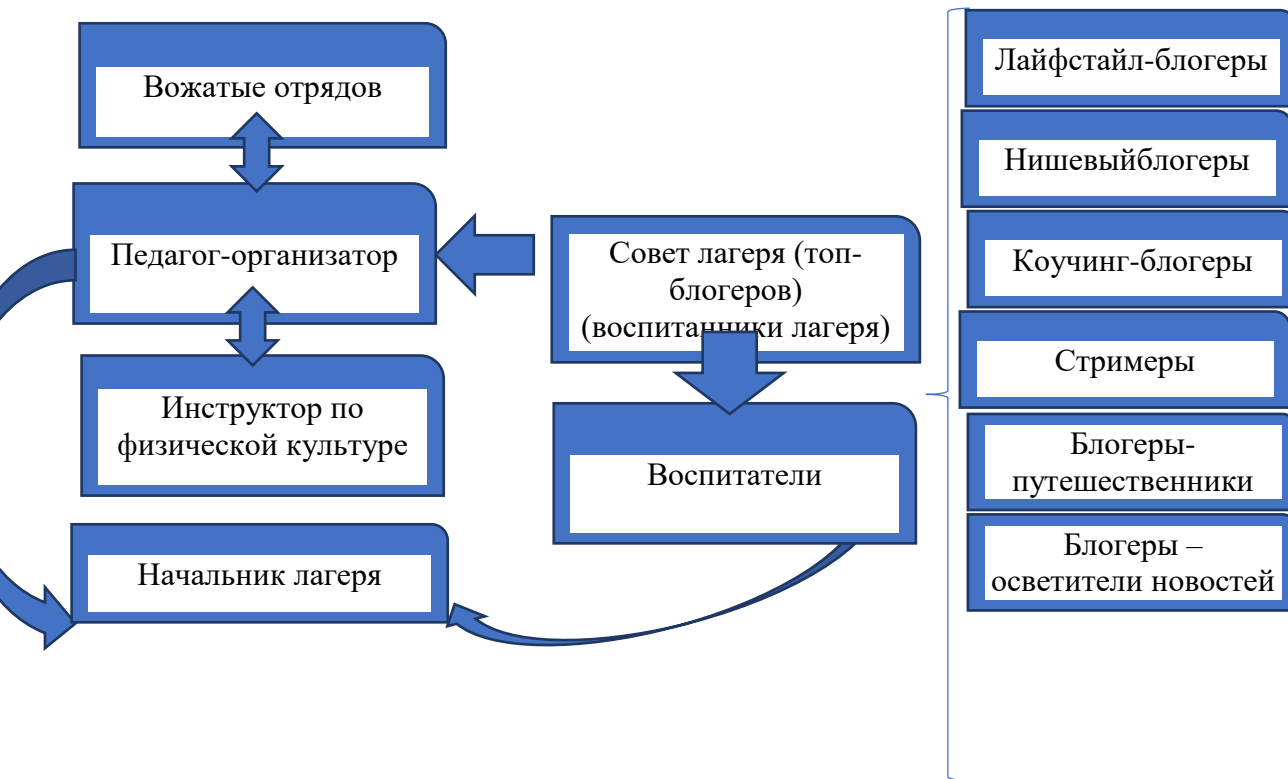 Вожатые отрядов
Педагог-организатор
Инструктор по
физической культуре
Начальник лагеря
Совет лагеря (топ-
блогеров)
(воспитанники лагеря)
Воспитатели
Лайфстайл-блогеры
Нишевыйблогеры
Коучинг-блогеры
Стримеры
Блогеры-
путешественники
Блогеры –
осветители новостей